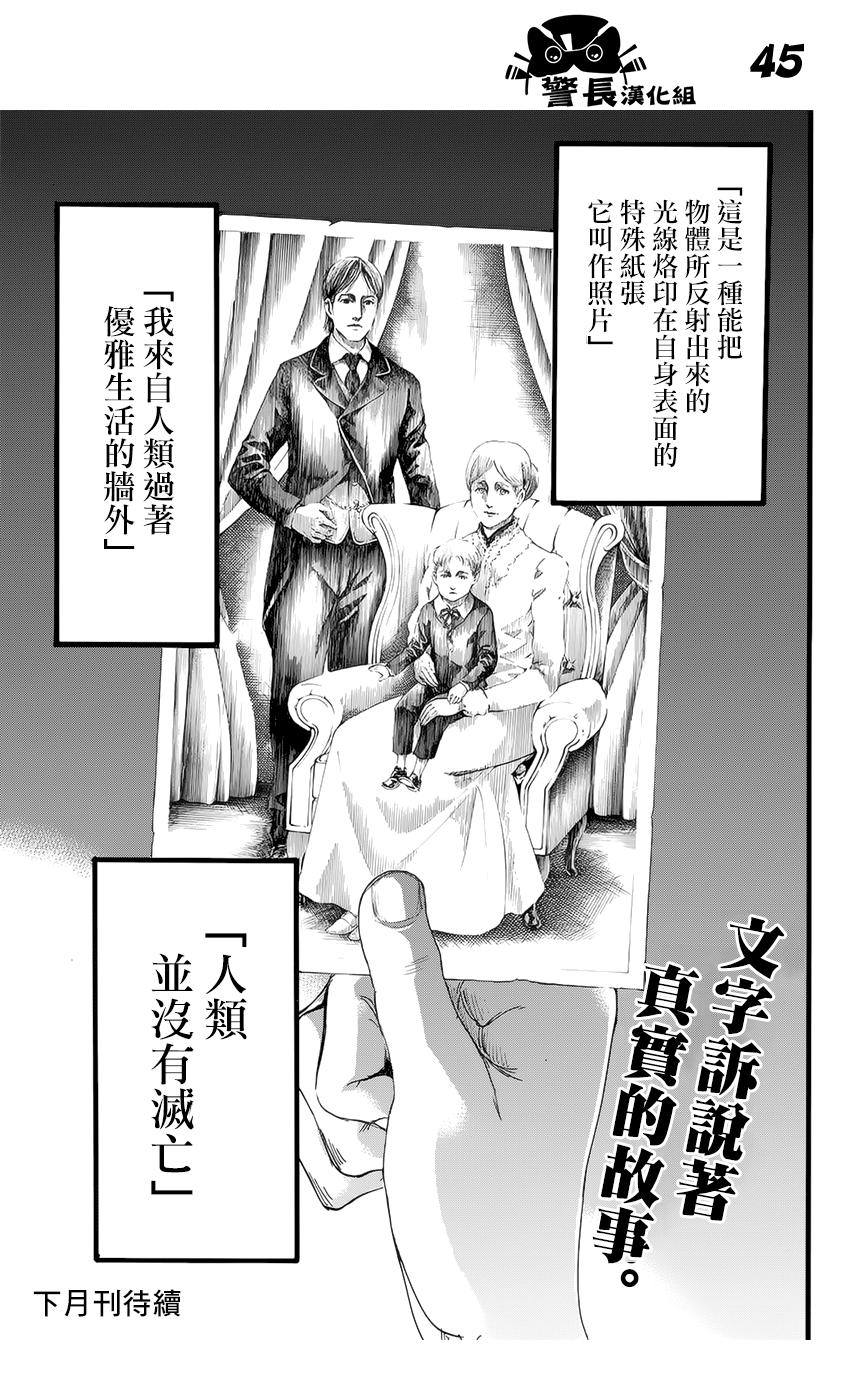 警長漢化組
45
「這是一種能把
物體所反射出來的
光線烙印在自身表面的
特殊紙張
它叫作照片」
「我來自人類過著
優雅生活的牆外」
「人類
並沒有滅亡」
文字訴說著
真實的故事。
下月刊待續